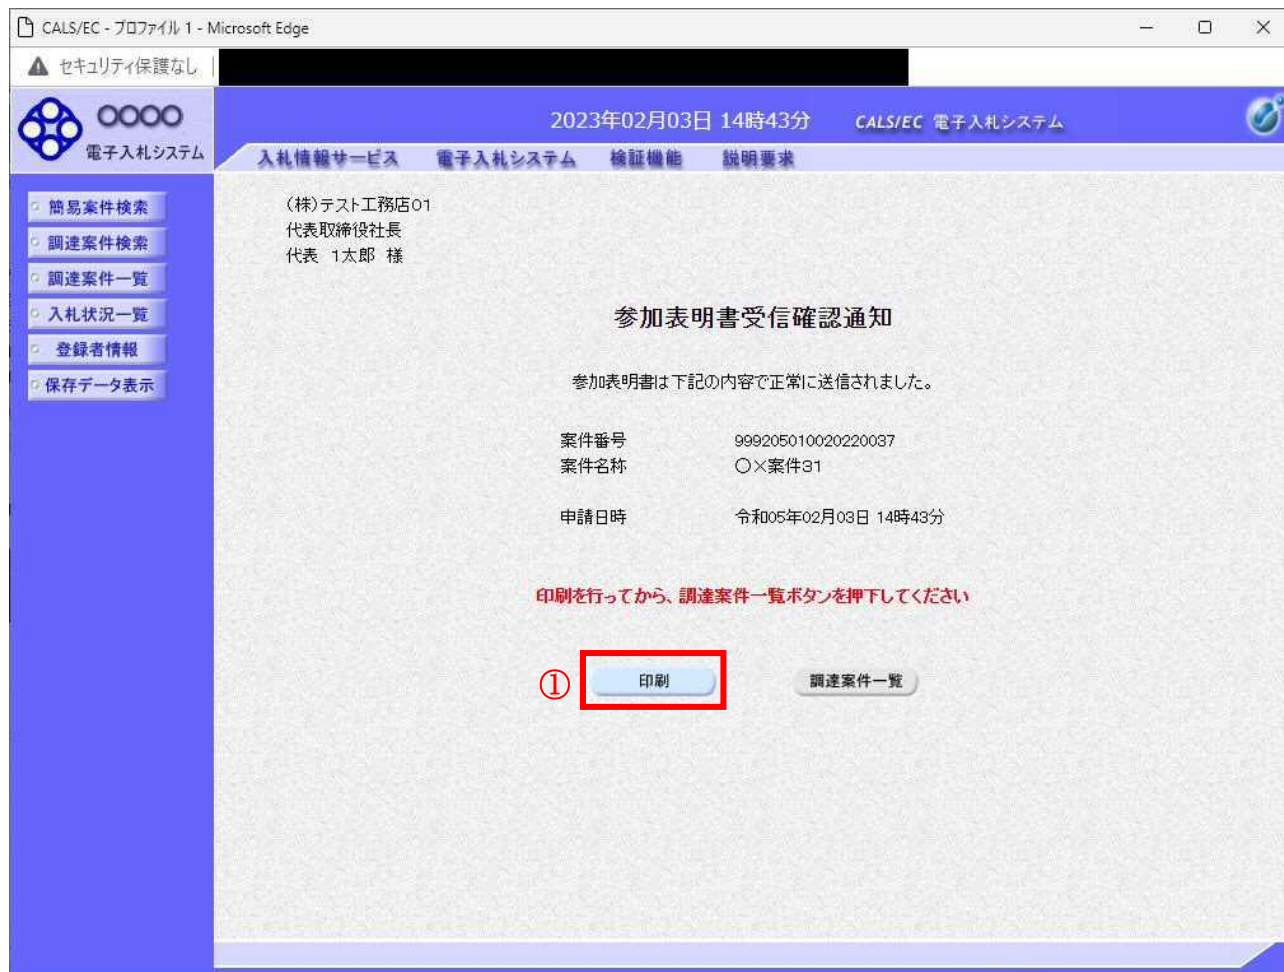 CALS/EC - プロファイル 1 - Microsoft Edge
セキュリティ保護なし
○○○○
電子入札システム
2023年02月03日 14時43分 CALS/EC 電子入札システム
入札情報サービス 電子入札システム 検証機能 説明要求
簡易案件検索
調達案件検索
調達案件一覧
入札状況一覧
登録者情報
保存データ表示
(株)テスト工務店01
代表取締役社長
代表 1太郎 様
参加表明書受信確認通知
参加表明書は下記の内容で正常に送信されました。
案件番号 999205010020220037
案件名称 ○×案件31
申請日時 令和05年02月03日 14時43分
印刷を行ってから、調達案件一覧ボタンを押下してください
① 印刷 調達案件一覧